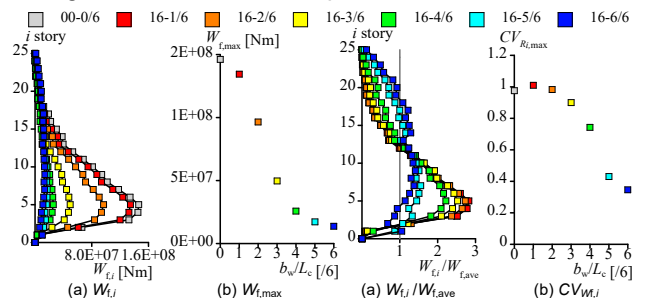 00-0/6 16-1/6 16-2/6 16-3/6 16-4/6 16-5/6 16-6/6
i story
25
20
15
10
5
0
8.0E+07 1.6E+08
W_f,i [Nm]
(a) W_f,i
W_f,max [Nm]
2E+08
1E+08
5E+07
0E+00
0 1 2 3 4 5 6
b_w/L_c [/6]
(b) W_f,max
i story
25
20
15
10
5
0
0 1 2 3
W_f,i/W_f,ave
(a) W_f,i/W_f,ave
CV_Ri,max
1.2
1
0.8
0.6
0.4
0.2
0
0 1 2 3 4 5 6
b_w/L_c [/6]
(b) CV_Wf,i